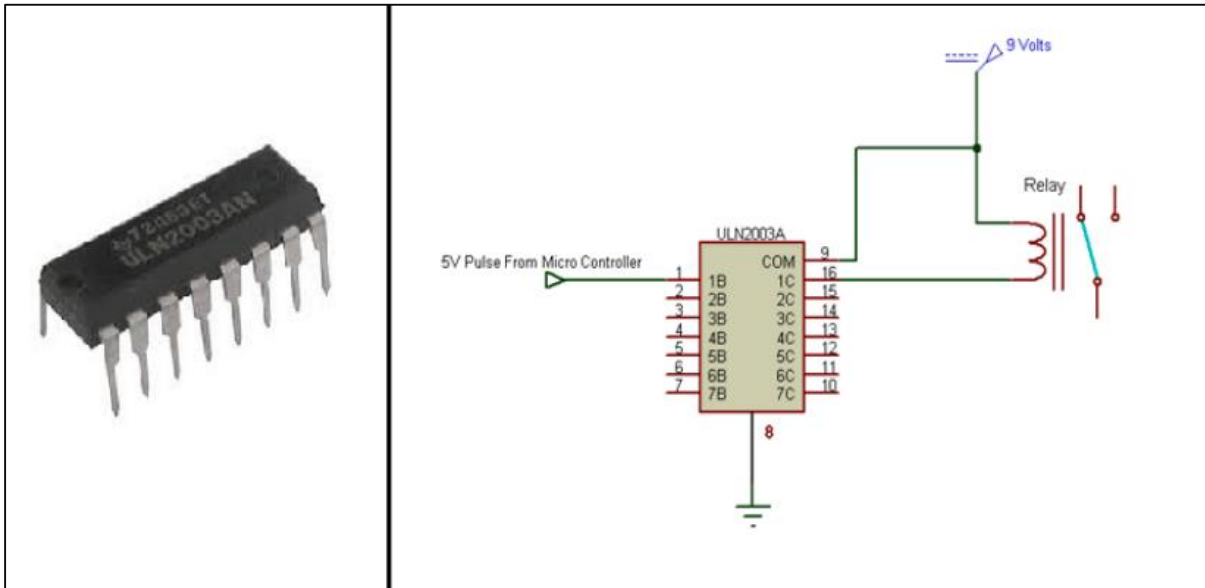 ULN2003AN
9 Volts
Relay
ULN2003A
5V Pulse From Micro Controller
1 1B
2 2B
3 3B
4 4B
5 5B
6 6B
7 7B
COM 9
1C 16
2C 15
3C 14
4C 13
5C 12
6C 11
7C 10
8